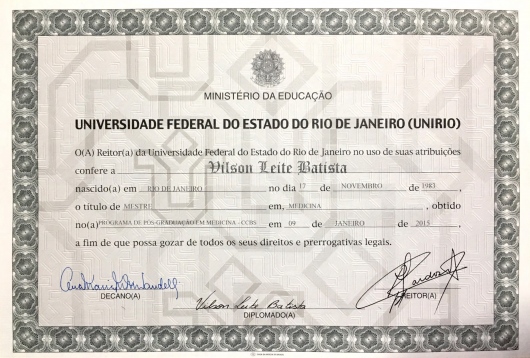 MINISTÉRIO DA EDUCAÇÃO
UNIVERSIDADE FEDERAL DO ESTADO DO RIO DE JANEIRO (UNIRIO)
O(A) Reitor(a) da Universidade Federal do Estado do Rio de Janeiro no uso de suas atribuições
confere a Vilson Leite Batista
nascido(a) em RIO DE JANEIRO no dia 17 de NOVEMBRO de 1983,
o título de MESTRE em, MEDICINA, obtido
no(a) PROGRAMA DE PÓS-GRADUAÇÃO EM MEDICINA - CCBS em 09 de JANEIRO de 2015,
a fim de que possa gozar de todos os seus direitos e prerrogativas legais.
DECANO(A)
Vilson Leite Batista
DIPLOMADO(A)
REITOR(A)